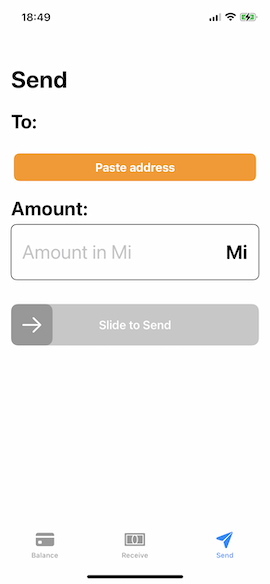 18:49
Send
To:
Paste address
Amount:
Amount in Mi Mi
Slide to Send
Balance Receive Send